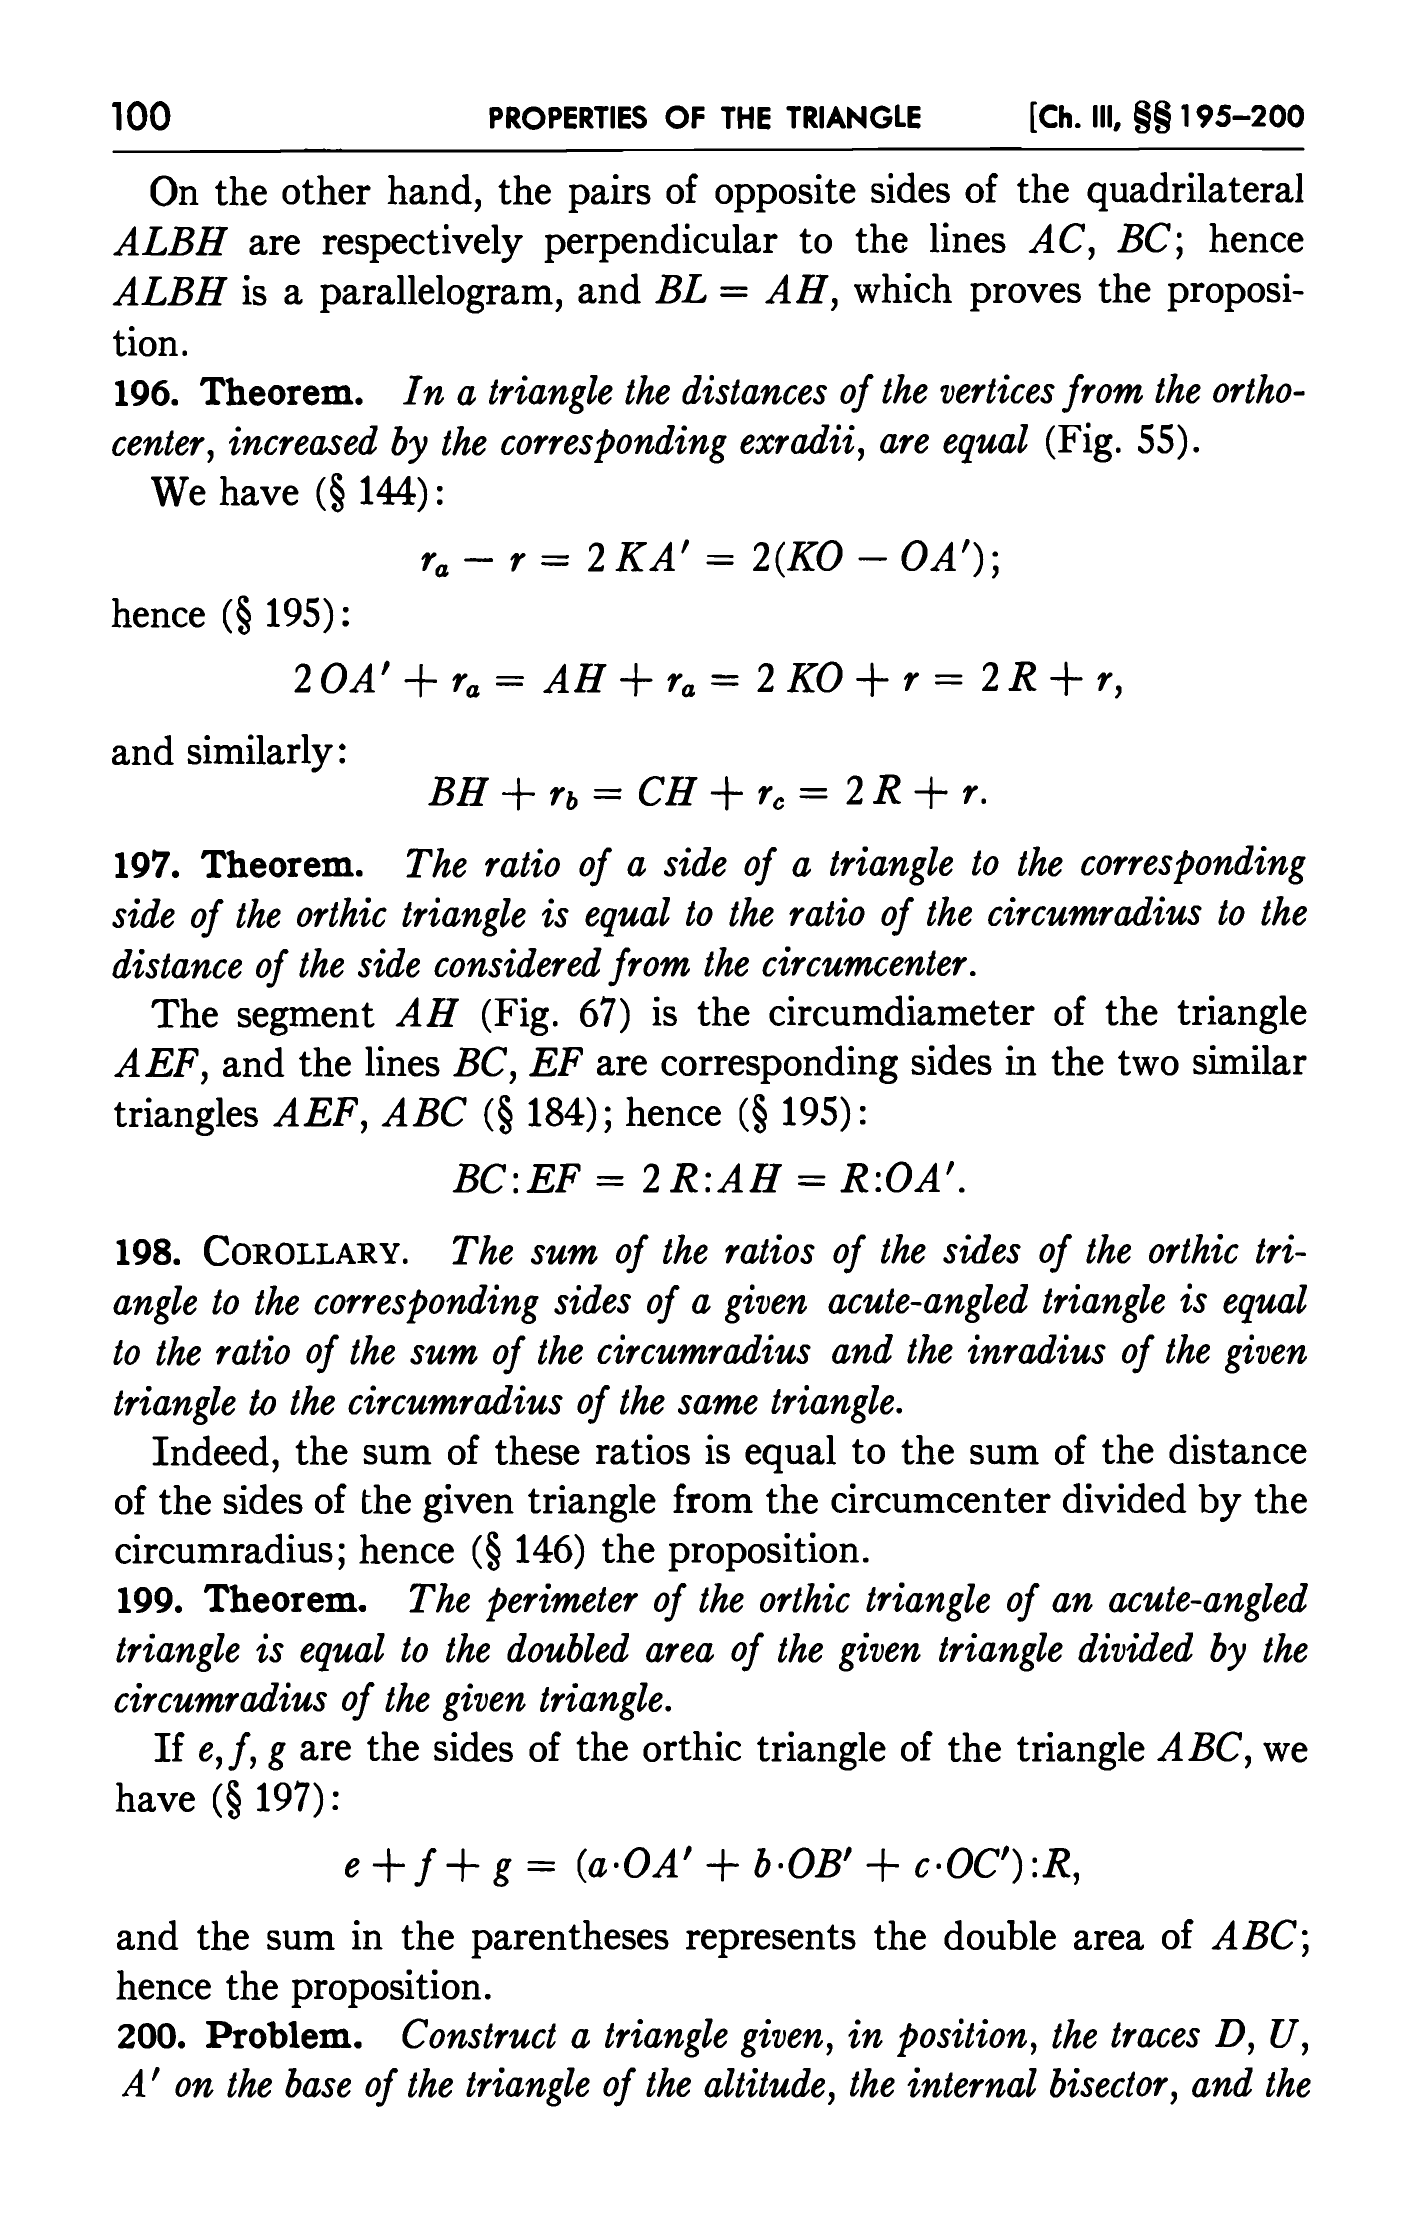 100 PROPERTIES OF THE TRIANGLE [Ch. III, §§ 195–200
On the other hand, the pairs of opposite sides of the quadrilateral
ALBH are respectively perpendicular to the lines AC, BC; hence
ALBH is a parallelogram, and BL = AH, which proves the proposi-
tion.
196. Theorem. In a triangle the distances of the vertices from the ortho-
center, increased by the corresponding exradii, are equal (Fig. 55).
We have (§ 144):
rₐ − r = 2 KA′ = 2(KO − OA′);
hence (§ 195):
2 OA′ + rₐ = AH + rₐ = 2 KO + r = 2 R + r,
and similarly:
BH + r_b = CH + r_c = 2 R + r.
197. Theorem. The ratio of a side of a triangle to the corresponding
side of the orthic triangle is equal to the ratio of the circumradius to the
distance of the side considered from the circumcenter.
The segment AH (Fig. 67) is the circumdiameter of the triangle
AEF, and the lines BC, EF are corresponding sides in the two similar
triangles AEF, ABC (§ 184); hence (§ 195):
BC:EF = 2 R:AH = R:OA′.
198. COROLLARY. The sum of the ratios of the sides of the orthic tri-
angle to the corresponding sides of a given acute-angled triangle is equal
to the ratio of the sum of the circumradius and the inradius of the given
triangle to the circumradius of the same triangle.
Indeed, the sum of these ratios is equal to the sum of the distance
of the sides of the given triangle from the circumcenter divided by the
circumradius; hence (§ 146) the proposition.
199. Theorem. The perimeter of the orthic triangle of an acute-angled
triangle is equal to the doubled area of the given triangle divided by the
circumradius of the given triangle.
If e, f, g are the sides of the orthic triangle of the triangle ABC, we
have (§ 197):
e + f + g = (a·OA′ + b·OB′ + c·OC′):R,
and the sum in the parentheses represents the double area of ABC;
hence the proposition.
200. Problem. Construct a triangle given, in position, the traces D, U,
A′ on the base of the triangle of the altitude, the internal bisector, and the